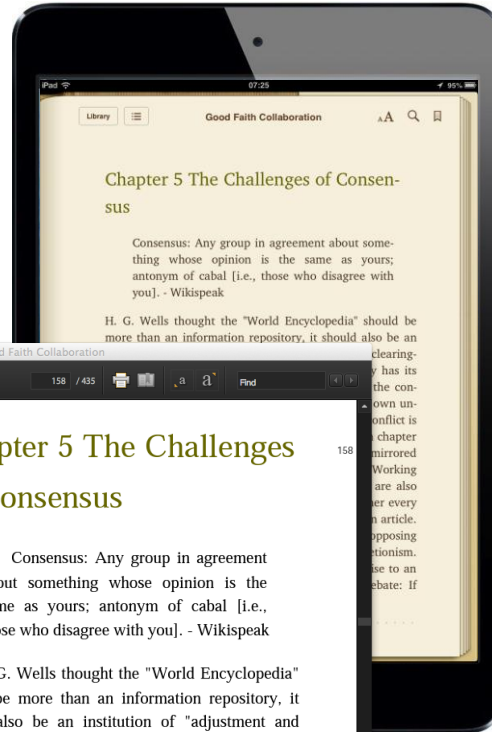 iPad 07:25 95%
Library Good Faith Collaboration AA
Chapter 5 The Challenges of Consen-
sus
Consensus: Any group in agreement about some-
thing whose opinion is the same as yours;
antonym of cabal [i.e., those who disagree with
you]. - Wikispeak
H. G. Wells thought the "World Encyclopedia" should be
more than an information repository, it should also be an
clearing-
has its
the con-
own un-
onflict is
chapter
mirrored
Working
are also
er every
article.
pposing
etionism.
ise to an
ebate: If
d Faith Collaboration
158 / 435 a a Find
pter 5 The Challenges
onsensus
158
Consensus: Any group in agreement
out something whose opinion is the
me as yours; antonym of cabal [i.e.,
ose who disagree with you]. - Wikispeak
G. Wells thought the "World Encyclopedia"
be more than an information repository, it
also be an institution of "adjustment and